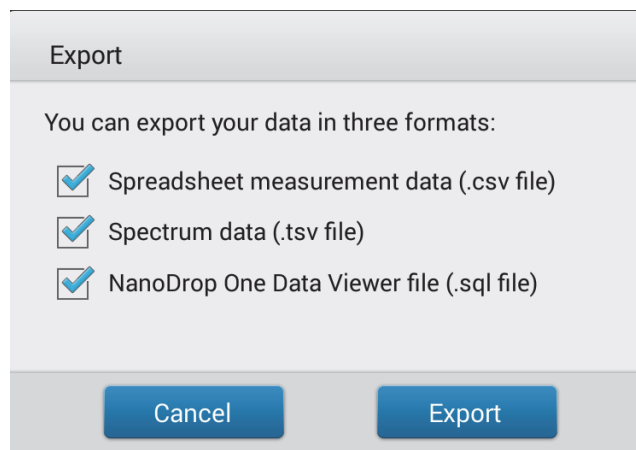 Export
You can export your data in three formats:
Spreadsheet measurement data (.csv file)
Spectrum data (.tsv file)
NanoDrop One Data Viewer file (.sql file)
Cancel
Export